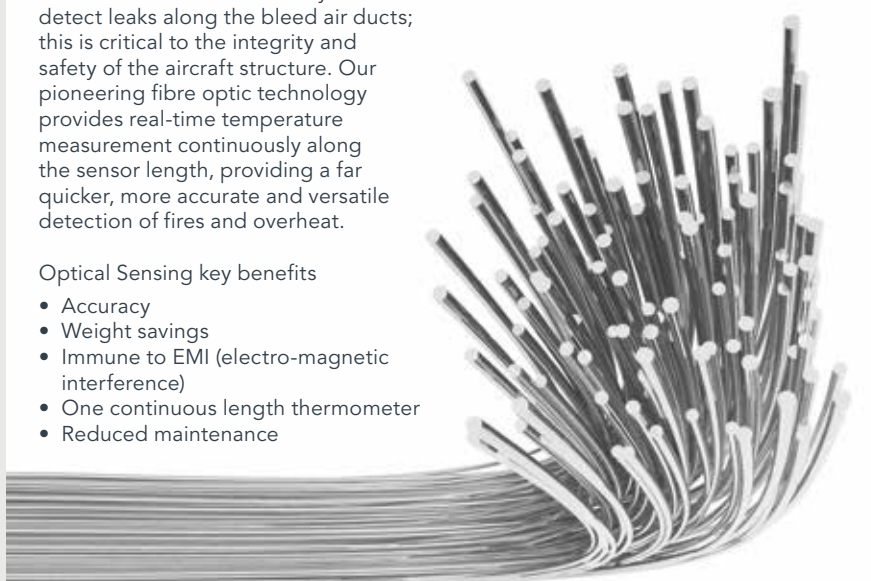 detect leaks along the bleed air ducts;
this is critical to the integrity and
safety of the aircraft structure. Our
pioneering fibre optic technology
provides real-time temperature
measurement continuously along
the sensor length, providing a far
quicker, more accurate and versatile
detection of fires and overheat.
Optical Sensing key benefits
• Accuracy
• Weight savings
• Immune to EMI (electro-magnetic
interference)
• One continuous length thermometer
• Reduced maintenance